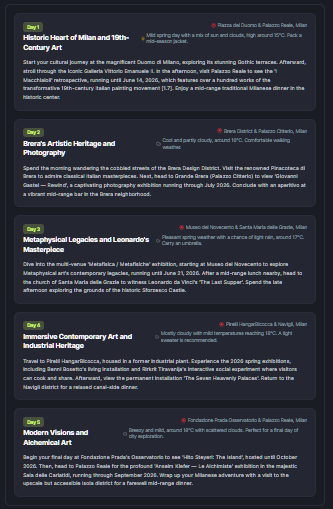 Day 1
Piazza del Duomo & Palazzo Reale, Milan
Historic Heart of Milan and 19th-
Century Art
Mild spring day with a mix of sun and clouds, high around 15°C. Pack a
mid-season jacket.
Start your cultural journey at the magnificent Duomo di Milano, exploring its stunning Gothic terraces. Afterward,
stroll through the iconic Galleria Vittorio Emanuele II. In the afternoon, visit Palazzo Reale to see the 'I
Macchiaioli' retrospective, running until June 14, 2026, which features over a hundred works of the
transformative 19th-century Italian painting movement [1.7]. Enjoy a mid-range traditional Milanese dinner in the
historic center.
Day 2
Brera District & Palazzo Citterio, Milan
Brera's Artistic Heritage and
Photography
Cool and partly cloudy, around 16°C. Comfortable walking
weather.
Spend the morning wandering the cobbled streets of the Brera Design District. Visit the renowned Pinacoteca di
Brera to admire classical Italian masterpieces. Next, head to Grande Brera (Palazzo Citterio) to view 'Giovanni
Gastel — Rewind', a captivating photography exhibition running through July 2026. Conclude with an aperitivo at
a vibrant mid-range bar in the Brera neighborhood.
Day 3
Museo del Novecento & Santa Maria delle Grazie, Milan
Metaphysical Legacies and Leonardo's
Masterpiece
Pleasant spring weather with a chance of light rain, around 17°C.
Carry an umbrella.
Dive into the multi-venue 'Metafisica / Metafisiche' exhibition, starting at Museo del Novecento to explore
Metaphysical art's contemporary legacies, running until June 21, 2026. After a mid-range lunch nearby, head to
the church of Santa Maria delle Grazie to witness Leonardo da Vinci's 'The Last Supper'. Spend the late
afternoon exploring the grounds of the historic Sforzesco Castle.
Day 4
Pirelli HangarBicocca & Navigli, Milan
Immersive Contemporary Art and
Industrial Heritage
Mostly cloudy with mild temperatures reaching 18°C. A light
sweater is recommended.
Travel to Pirelli HangarBicocca, housed in a former industrial plant. Experience the 2026 spring exhibitions,
including Benni Bosetto's living installation and Rirkrit Tiravanija's interactive social experiment where visitors
can cook and share. Afterward, view the permanent installation 'The Seven Heavenly Palaces'. Return to the
Navigli district for a relaxed canal-side dinner.
Day 5
Fondazione Prada Osservatorio & Palazzo Reale, Milan
Modern Visions and
Alchemical Art
Breezy and mild, around 18°C with scattered clouds. Perfect for a final day of
city exploration.
Begin your final day at Fondazione Prada Osservatorio to see 'Hito Steyerl: The Island', hosted until October
2026. Then, head to Palazzo Reale for the profound 'Anselm Kiefer — Le Alchimiste' exhibition in the majestic
Sala delle Cariatidi, running through September 2026. Wrap up your Milanese adventure with a visit to the
upscale but accessible Isola district for a farewell mid-range dinner.